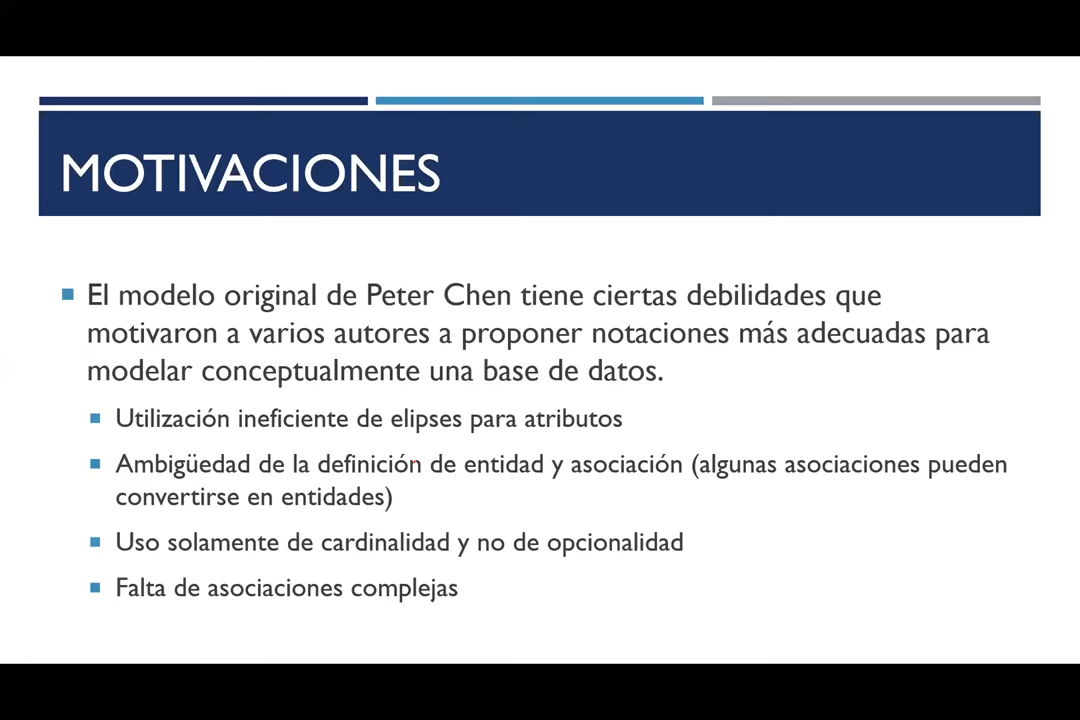 MOTIVACIONES
El modelo original de Peter Chen tiene ciertas debilidades que
motivaron a varios autores a proponer notaciones más adecuadas para
modelar conceptualmente una base de datos.
Utilización ineficiente de elipses para atributos
Ambigüedad de la definición de entidad y asociación (algunas asociaciones pueden
convertirse en entidades)
Uso solamente de cardinalidad y no de opcionalidad
Falta de asociaciones complejas